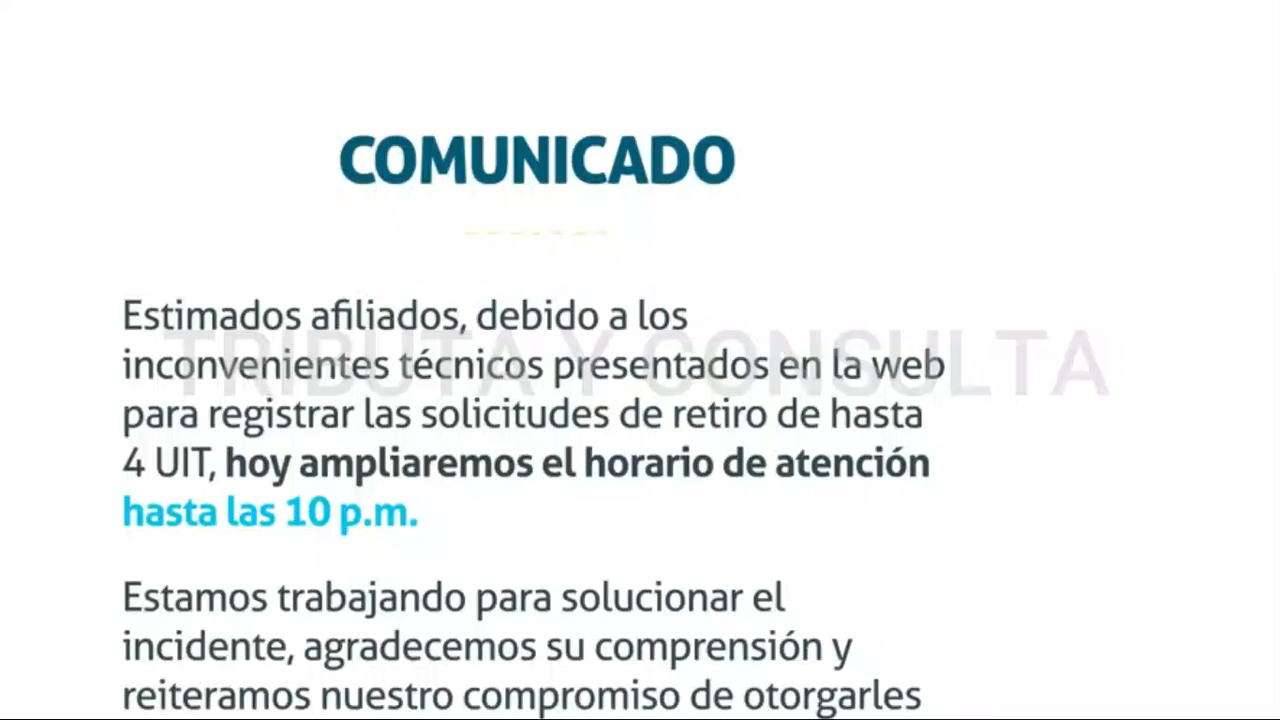 COMUNICADO
Estimados afiliados, debido a los
TRIBUTA Y CONSULTA
inconvenientes técnicos presentados en la web
para registrar las solicitudes de retiro de hasta
4 UIT, hoy ampliaremos el horario de atención
hasta las 10 p.m.
Estamos trabajando para solucionar el
incidente, agradecemos su comprensión y
reiteramos nuestro compromiso de otorgarles